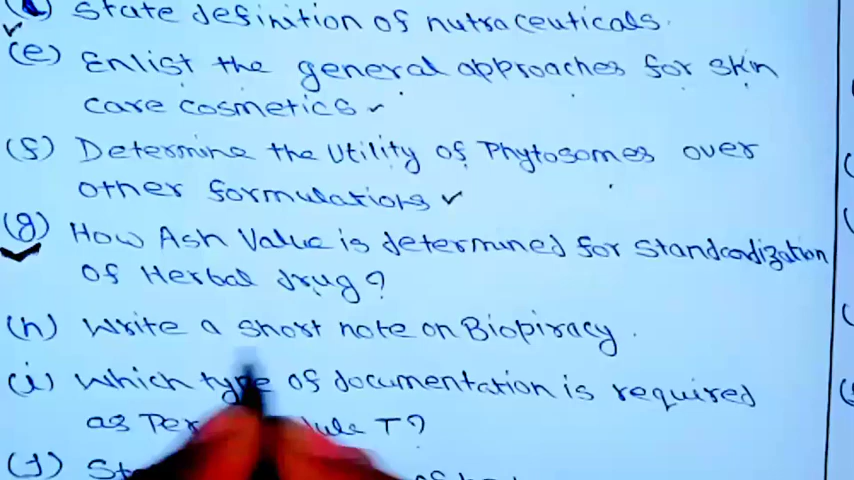 State definition of nutraceuticals.
(e) Enlist the general approaches for skin
care cosmetics
(f) Determine the Utility of Phytosomes over
other formulations
(g) How Ash Value is determined for Standardization
of Herbal drug?
(h) Write a short note on Biopiracy.
(i) Which type of documentation is required
as Per T?
(J)